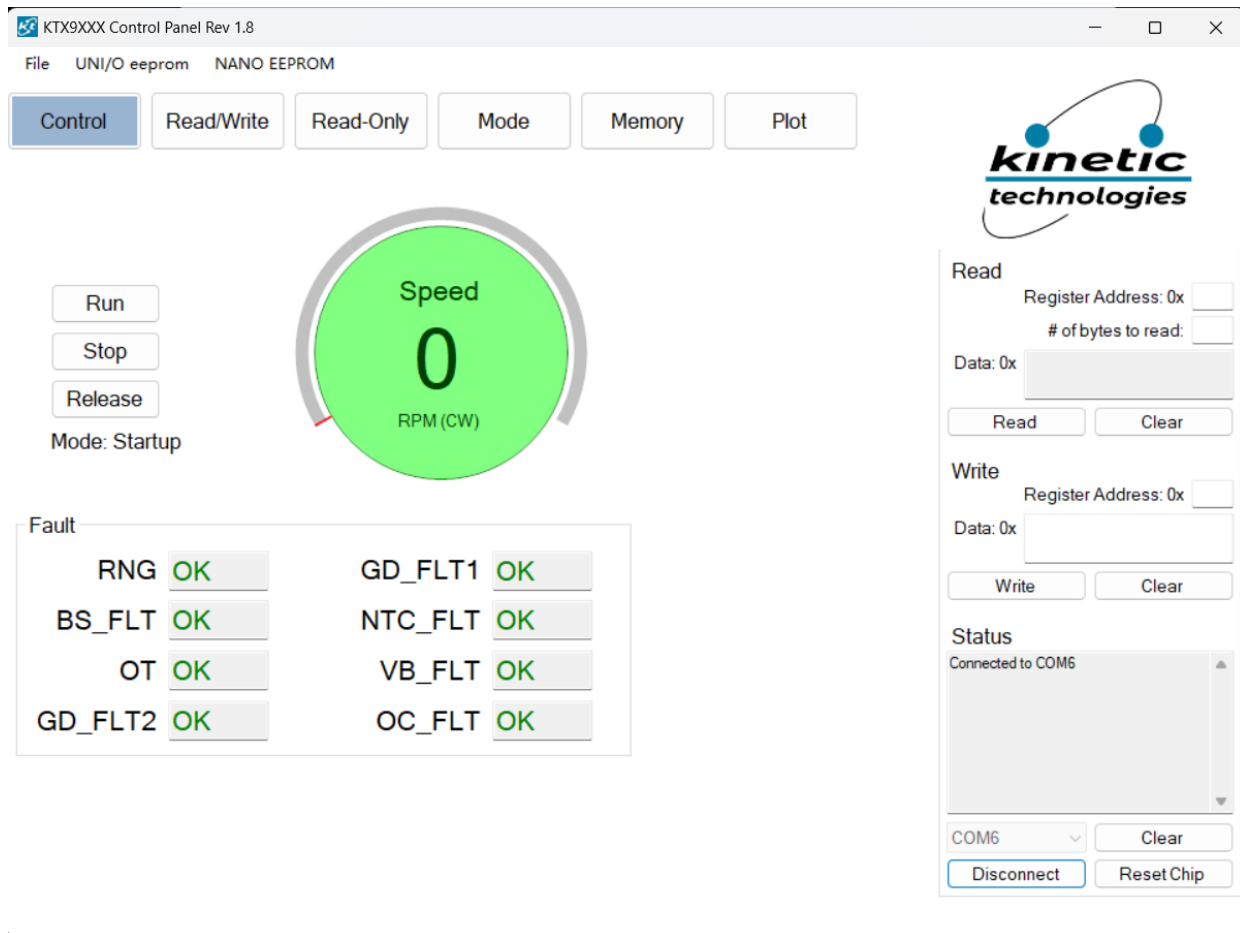 KTX9XXX Control Panel Rev 1.8
File UNI/O eeprom NANO EEPROM
Control Read/Write Read-Only Mode Memory Plot
kinetic
technologies
Run
Stop
Release
Mode: Startup
Speed
0
RPM (CW)
Fault
RNG OK GD_FLT1 OK
BS_FLT OK NTC_FLT OK
OT OK VB_FLT OK
GD_FLT2 OK OC_FLT OK
Read
Register Address: 0x
# of bytes to read:
Data: 0x
Read Clear
Write
Register Address: 0x
Data: 0x
Write Clear
Status
Connected to COM6
COM6 Clear
Disconnect Reset Chip